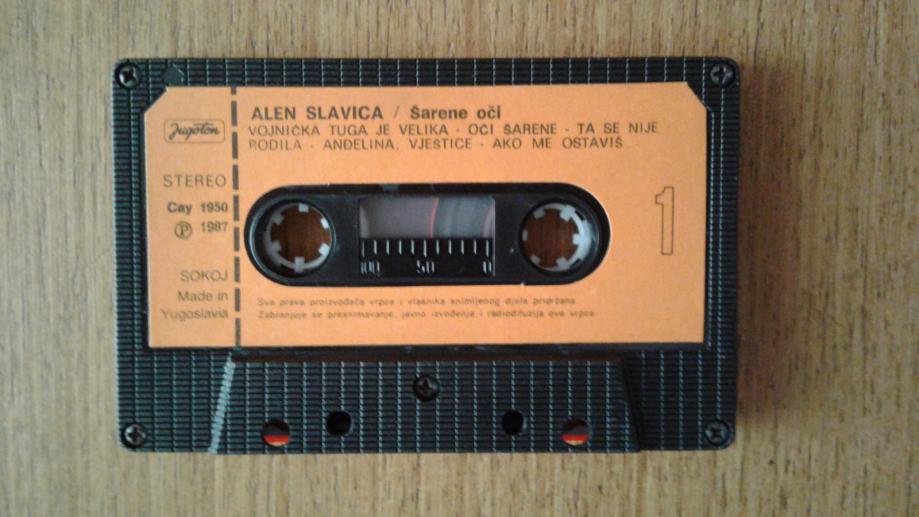 ALEN SLAVICA / Šarene oči
VOJNIČKA TUGA JE VELIKA - OČI ŠARENE - TA SE NIJE
RODILA - ANĐELINA, VJEŠTICE - AKO ME OSTAVIŠ
Jugoton
STEREO
Cay 1950
Ⓟ 1987
SOKOJ
Made in
Yugoslavia
1
100 50 0
Sva prava proizvođača vrpce i vlasnika snimljenog djela pridržana
Zabranjuje se presnimavanje, javno izvođenje i radiodifuzija ove vrpce